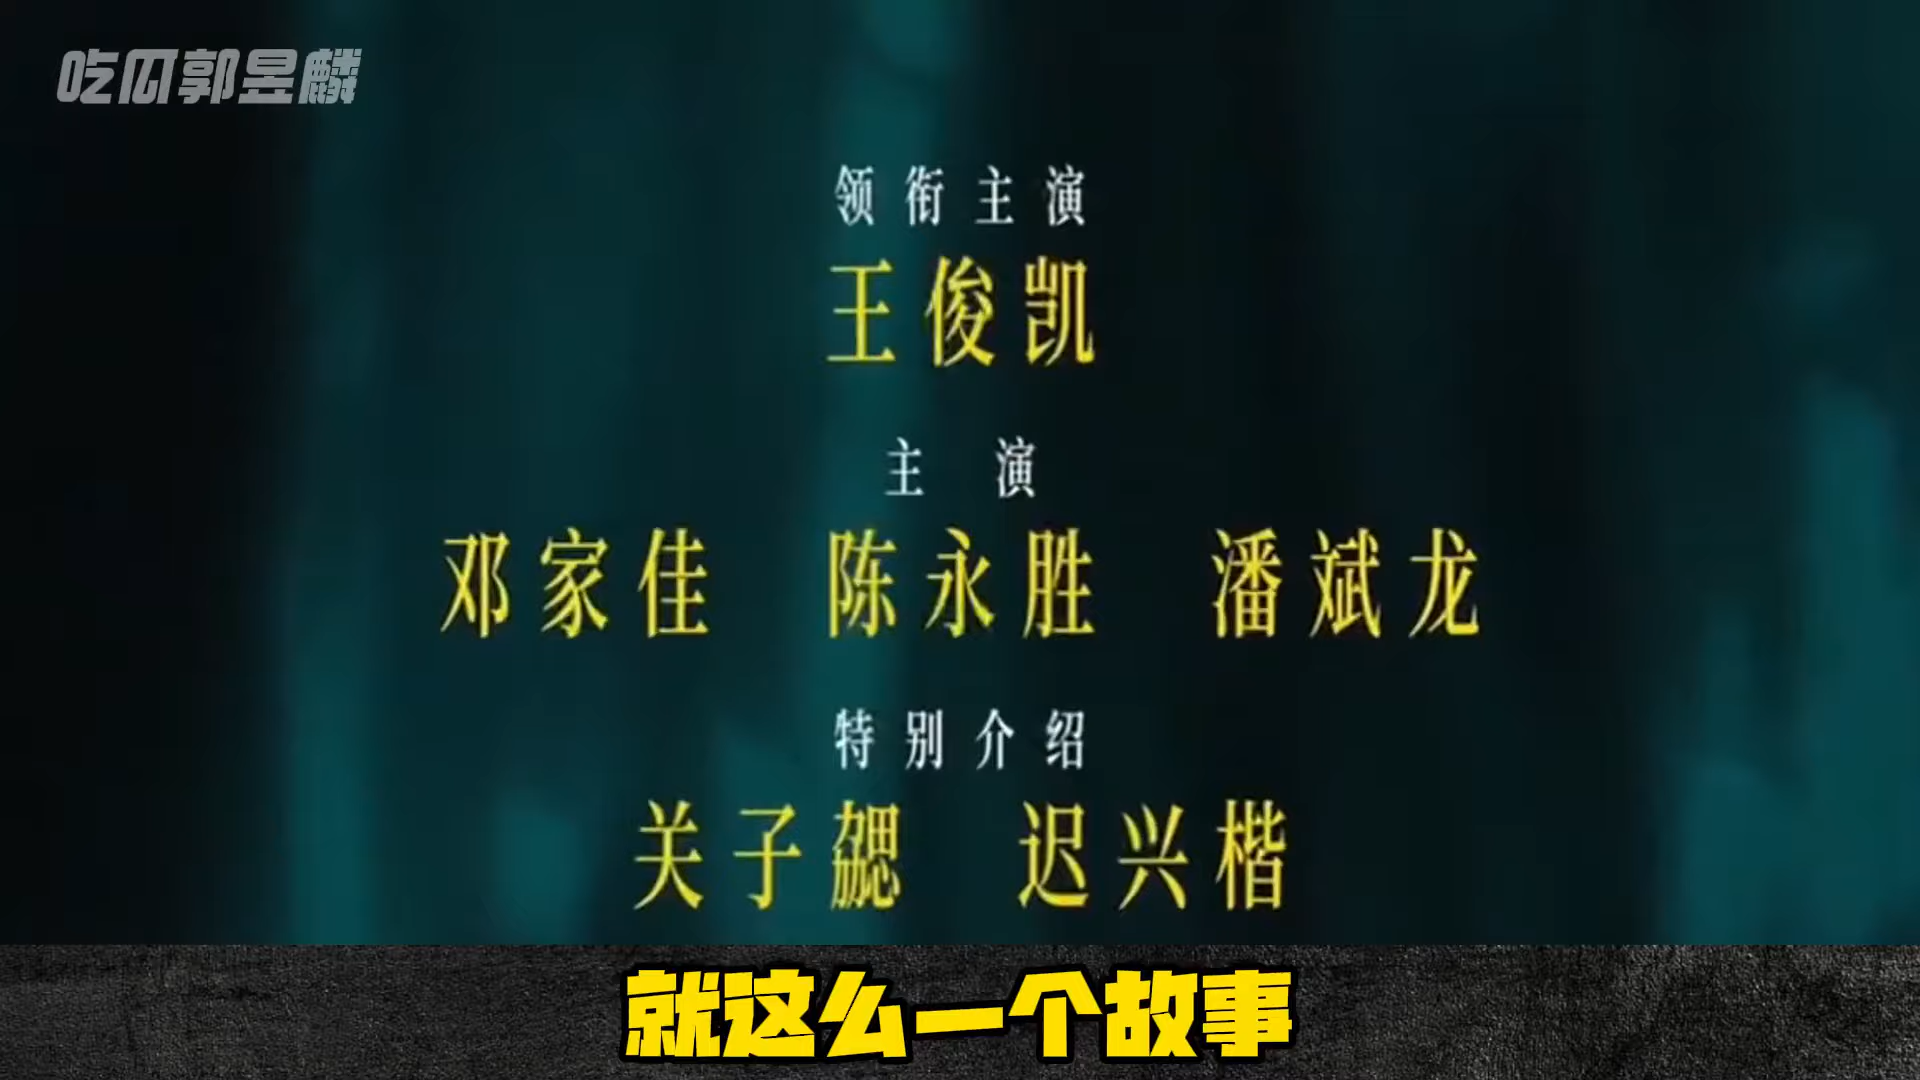 吃瓜郭昱麟
领衔主演
王俊凯
主演
邓家佳 陈永胜 潘斌龙
特别介绍
关子勰 迟兴楷
就这么一个故事